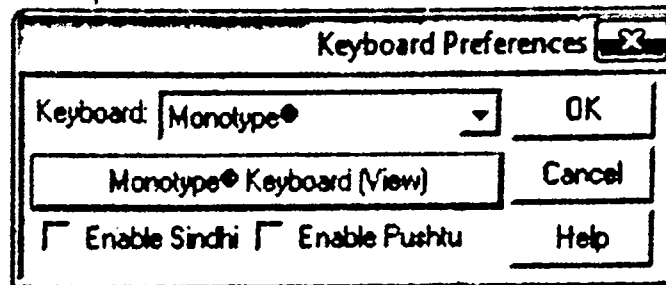 Keyboard Preferences
Keyboard: Monotype® OK
Monotype® Keyboard (View) Cancel
Enable Sindhi Enable Pushtu Help